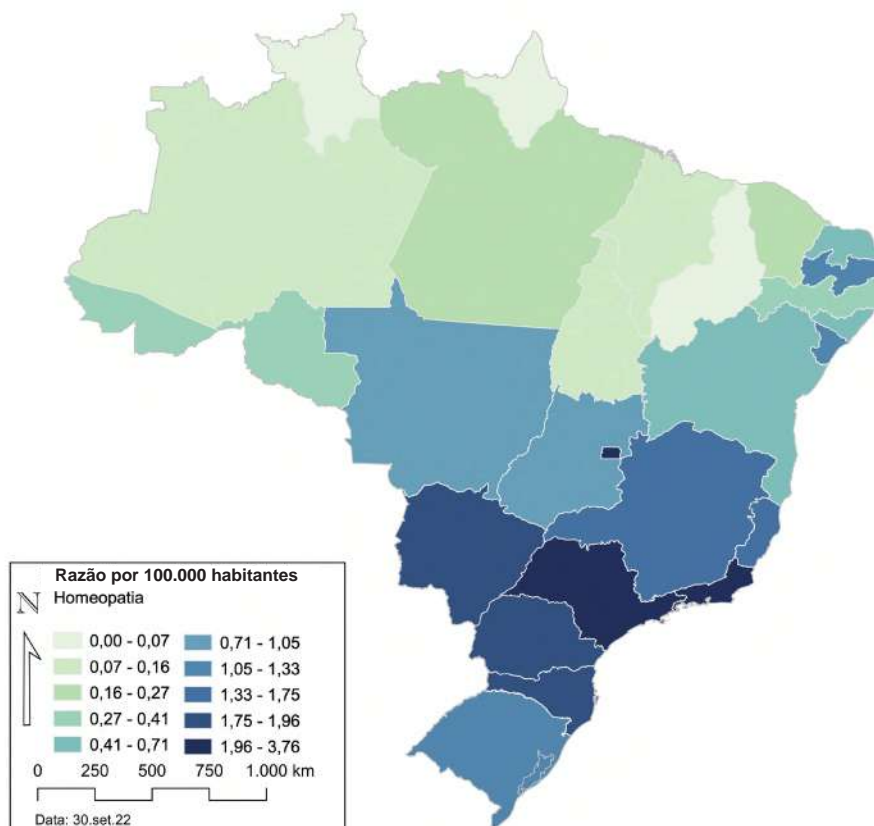 Razão por 100.000 habitantes
N Homeopatia
0,00 - 0,07
0,07 - 0,16
0,16 - 0,27
0,27 - 0,41
0,41 - 0,71
0,71 - 1,05
1,05 - 1,33
1,33 - 1,75
1,75 - 1,96
1,96 - 3,76
0 250 500 750 1.000 km
Data: 30.set.22